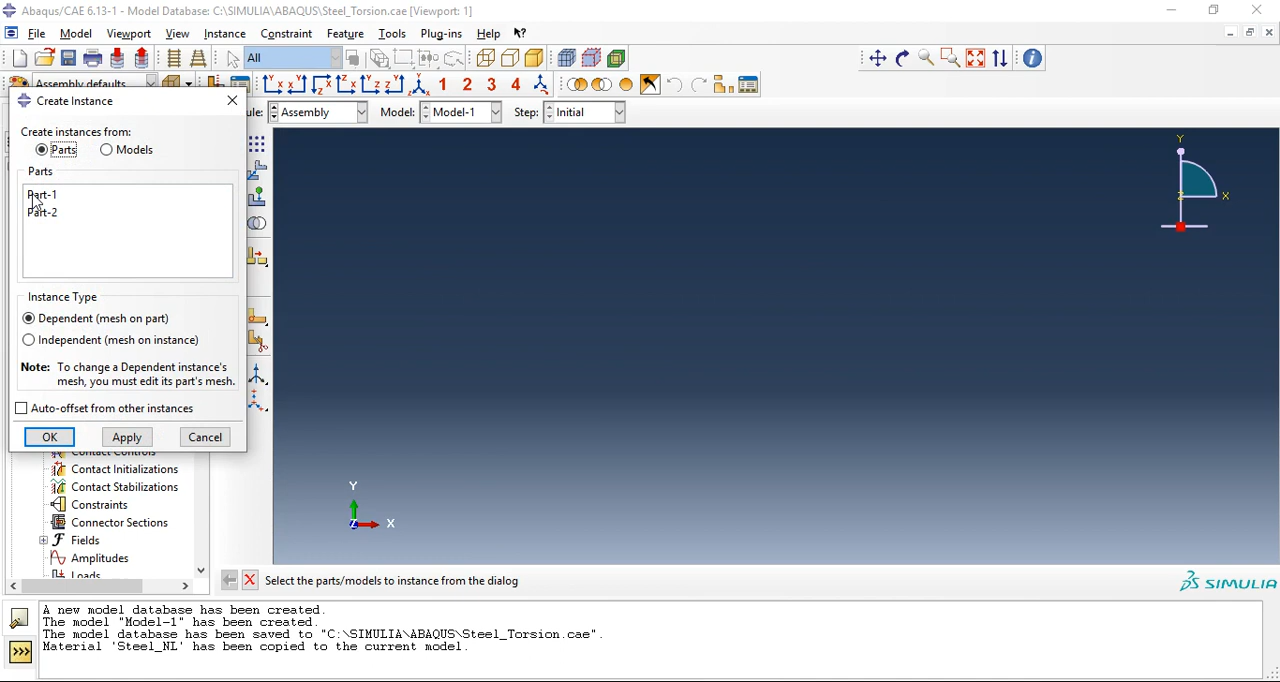 Abaqus/CAE 6.13-1 - Model Database: C:\SIMULIA\ABAQUS\Steel_Torsion.cae [Viewport: 1]
File Model Viewport View Instance Constraint Feature Tools Plug-ins Help
All
Assembly defaults
1 2 3 4
Create Instance
Assembly Model: Model-1 Step: Initial
Create instances from:
Parts Models
Parts
Part-1
Part-2
Instance Type
Dependent (mesh on part)
Independent (mesh on instance)
Note: To change a Dependent instance's
mesh, you must edit its part's mesh.
Auto-offset from other instances
OK Apply Cancel
Contact Controls
Contact Initializations
Contact Stabilizations
Constraints
Connector Sections
Fields
Amplitudes
Loads
Y
X
Z
Y
X
Z
Select the parts/models to instance from the dialog
SIMULIA
A new model database has been created.
The model "Model-1" has been created.
The model database has been saved to "C:\SIMULIA\ABAQUS\Steel_Torsion.cae".
Material 'Steel_NL' has been copied to the current model.